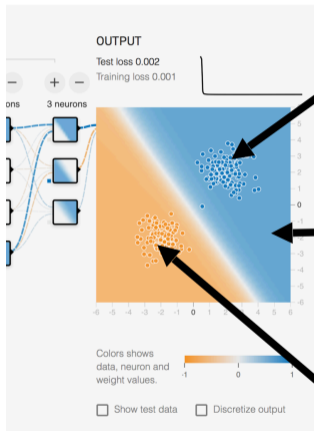 OUTPUT
Test loss 0.002
Training loss 0.001
+ −
ons
3 neurons
5
4
3
2
1
0
-1
-2
-3
-4
-5
-6
-6 -5 -4 -3 -2 -1 0 1 2 3 4 5 6
Colors shows
data, neuron and
weight values.
-1 0 1
Show test data
Discretize output